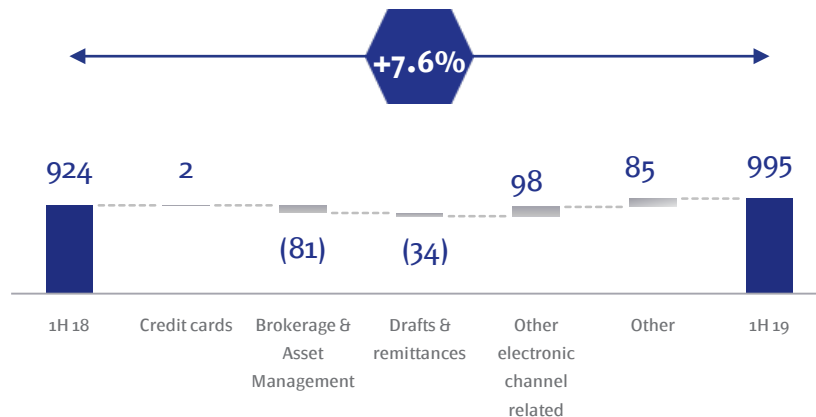 +7.6%
924
2
(81)
(34)
98
85
995
1H 18
Credit cards
Brokerage &
Asset
Management
Drafts &
remittances
Other
electronic
channel
related
Other
1H 19